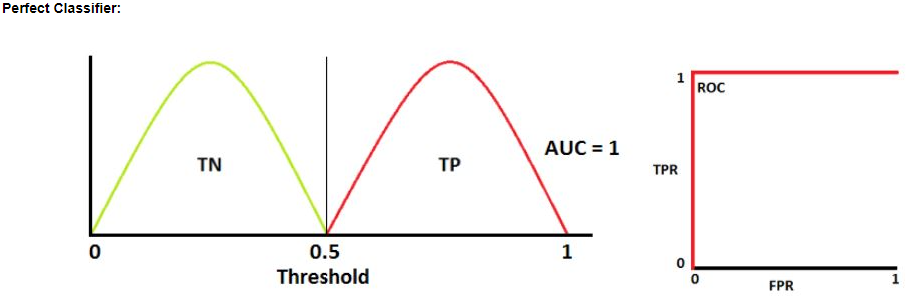 Perfect Classifier:
TN
TP
AUC = 1
0
0.5
1
Threshold
1
ROC
TPR
0
0
1
FPR